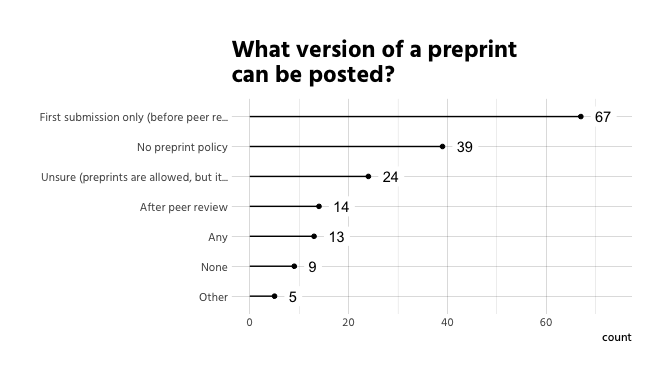 What version of a preprint
can be posted?
First submission only (before peer re...
67
No preprint policy
39
Unsure (preprints are allowed, but it...
24
After peer review
14
Any
13
None
9
Other
5
0
20
40
60
count